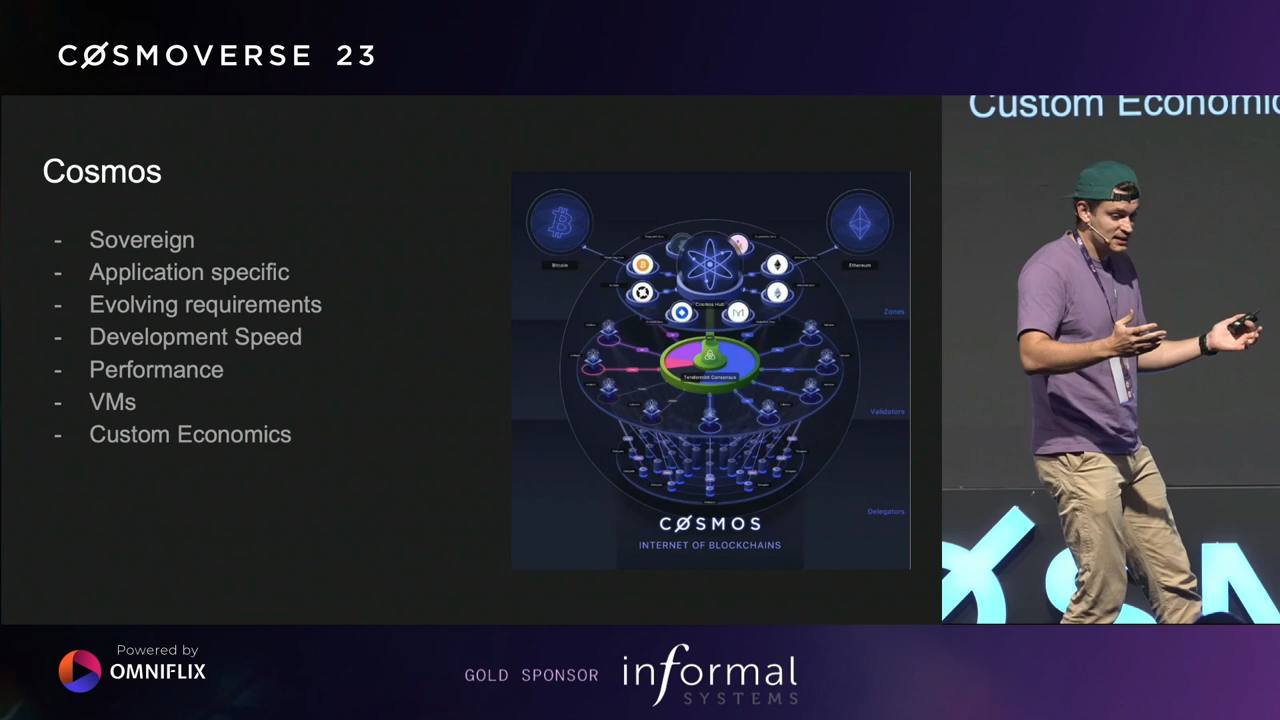 CØSMOVERSE 23
Custom Economic
Cosmos
- Sovereign
- Application specific
- Evolving requirements
- Development Speed
- Performance
- VMs
- Custom Economics
Bitcoin
Ethereum
Cosmos Hub
Zones
Tendermint Consensus
Validators
Delegators
CØSMOS
INTERNET OF BLOCKCHAINS
ØSM
Powered by
OMNIFLIX
GOLD SPONSOR
informal
SYSTEMS